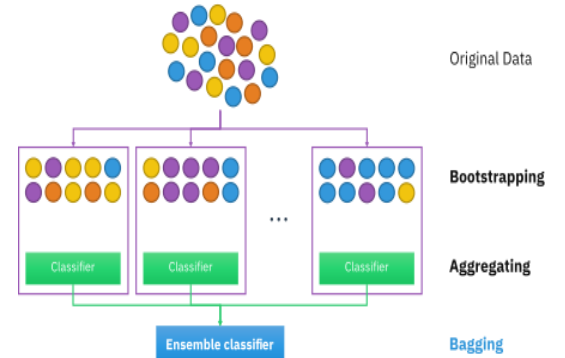 Original Data
Bootstrapping
...
Classifier
Classifier
Classifier
Aggregating
Ensemble classifier
Bagging